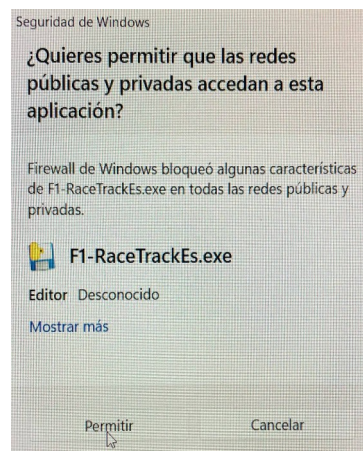 Seguridad de Windows
¿Quieres permitir que las redes
públicas y privadas accedan a esta
aplicación?
Firewall de Windows bloqueó algunas características
de F1-RaceTrackEs.exe en todas las redes públicas y
privadas.
F1-RaceTrackEs.exe
Editor Desconocido
Mostrar más
Permitir Cancelar